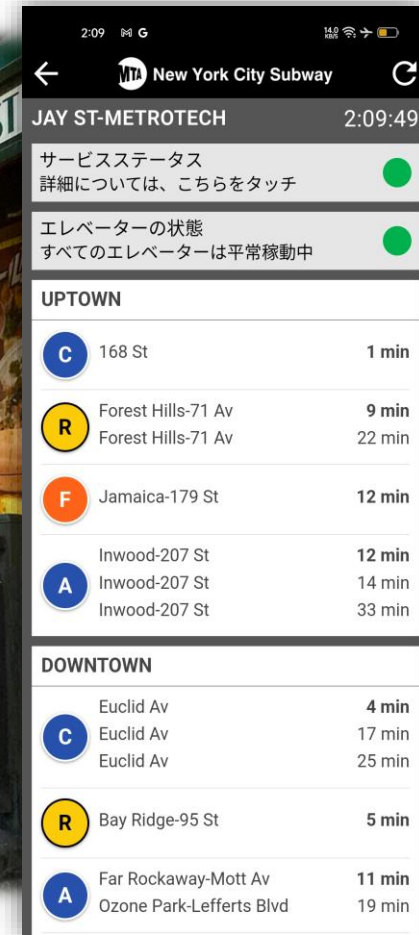 2:09 M G 14.0 KB/S
MTA New York City Subway
JAY ST-METROTECH 2:09:49
サービスステータス
詳細については、こちらをタッチ
エレベーターの状態
すべてのエレベーターは平常稼動中
UPTOWN
C 168 St 1 min
R Forest Hills-71 Av 9 min
Forest Hills-71 Av 22 min
F Jamaica-179 St 12 min
A Inwood-207 St 12 min
Inwood-207 St 14 min
Inwood-207 St 33 min
DOWNTOWN
C Euclid Av 4 min
Euclid Av 17 min
Euclid Av 25 min
R Bay Ridge-95 St 5 min
A Far Rockaway-Mott Av 11 min
Ozone Park-Lefferts Blvd 19 min